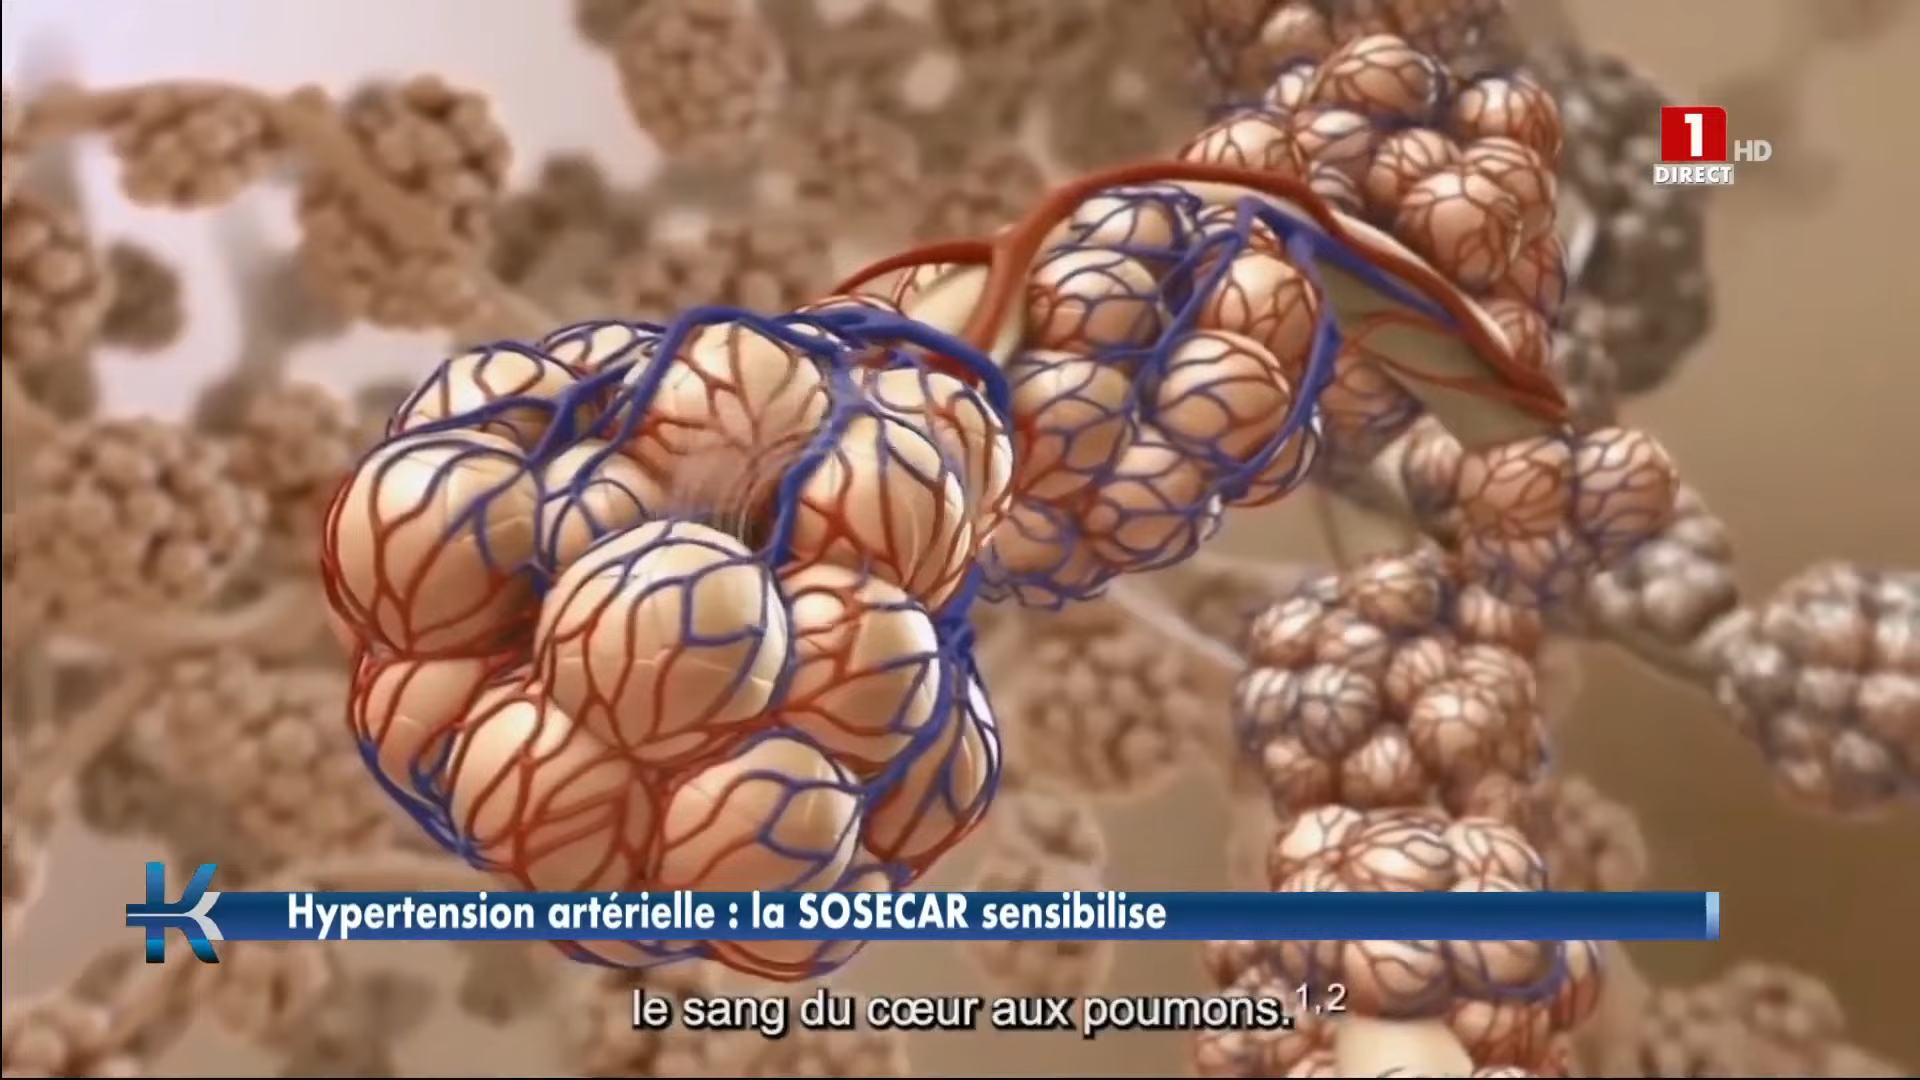 1 HD
DIRECT
Hypertension artérielle : la SOSECAR sensibilise
le sang du cœur aux poumons.1,2